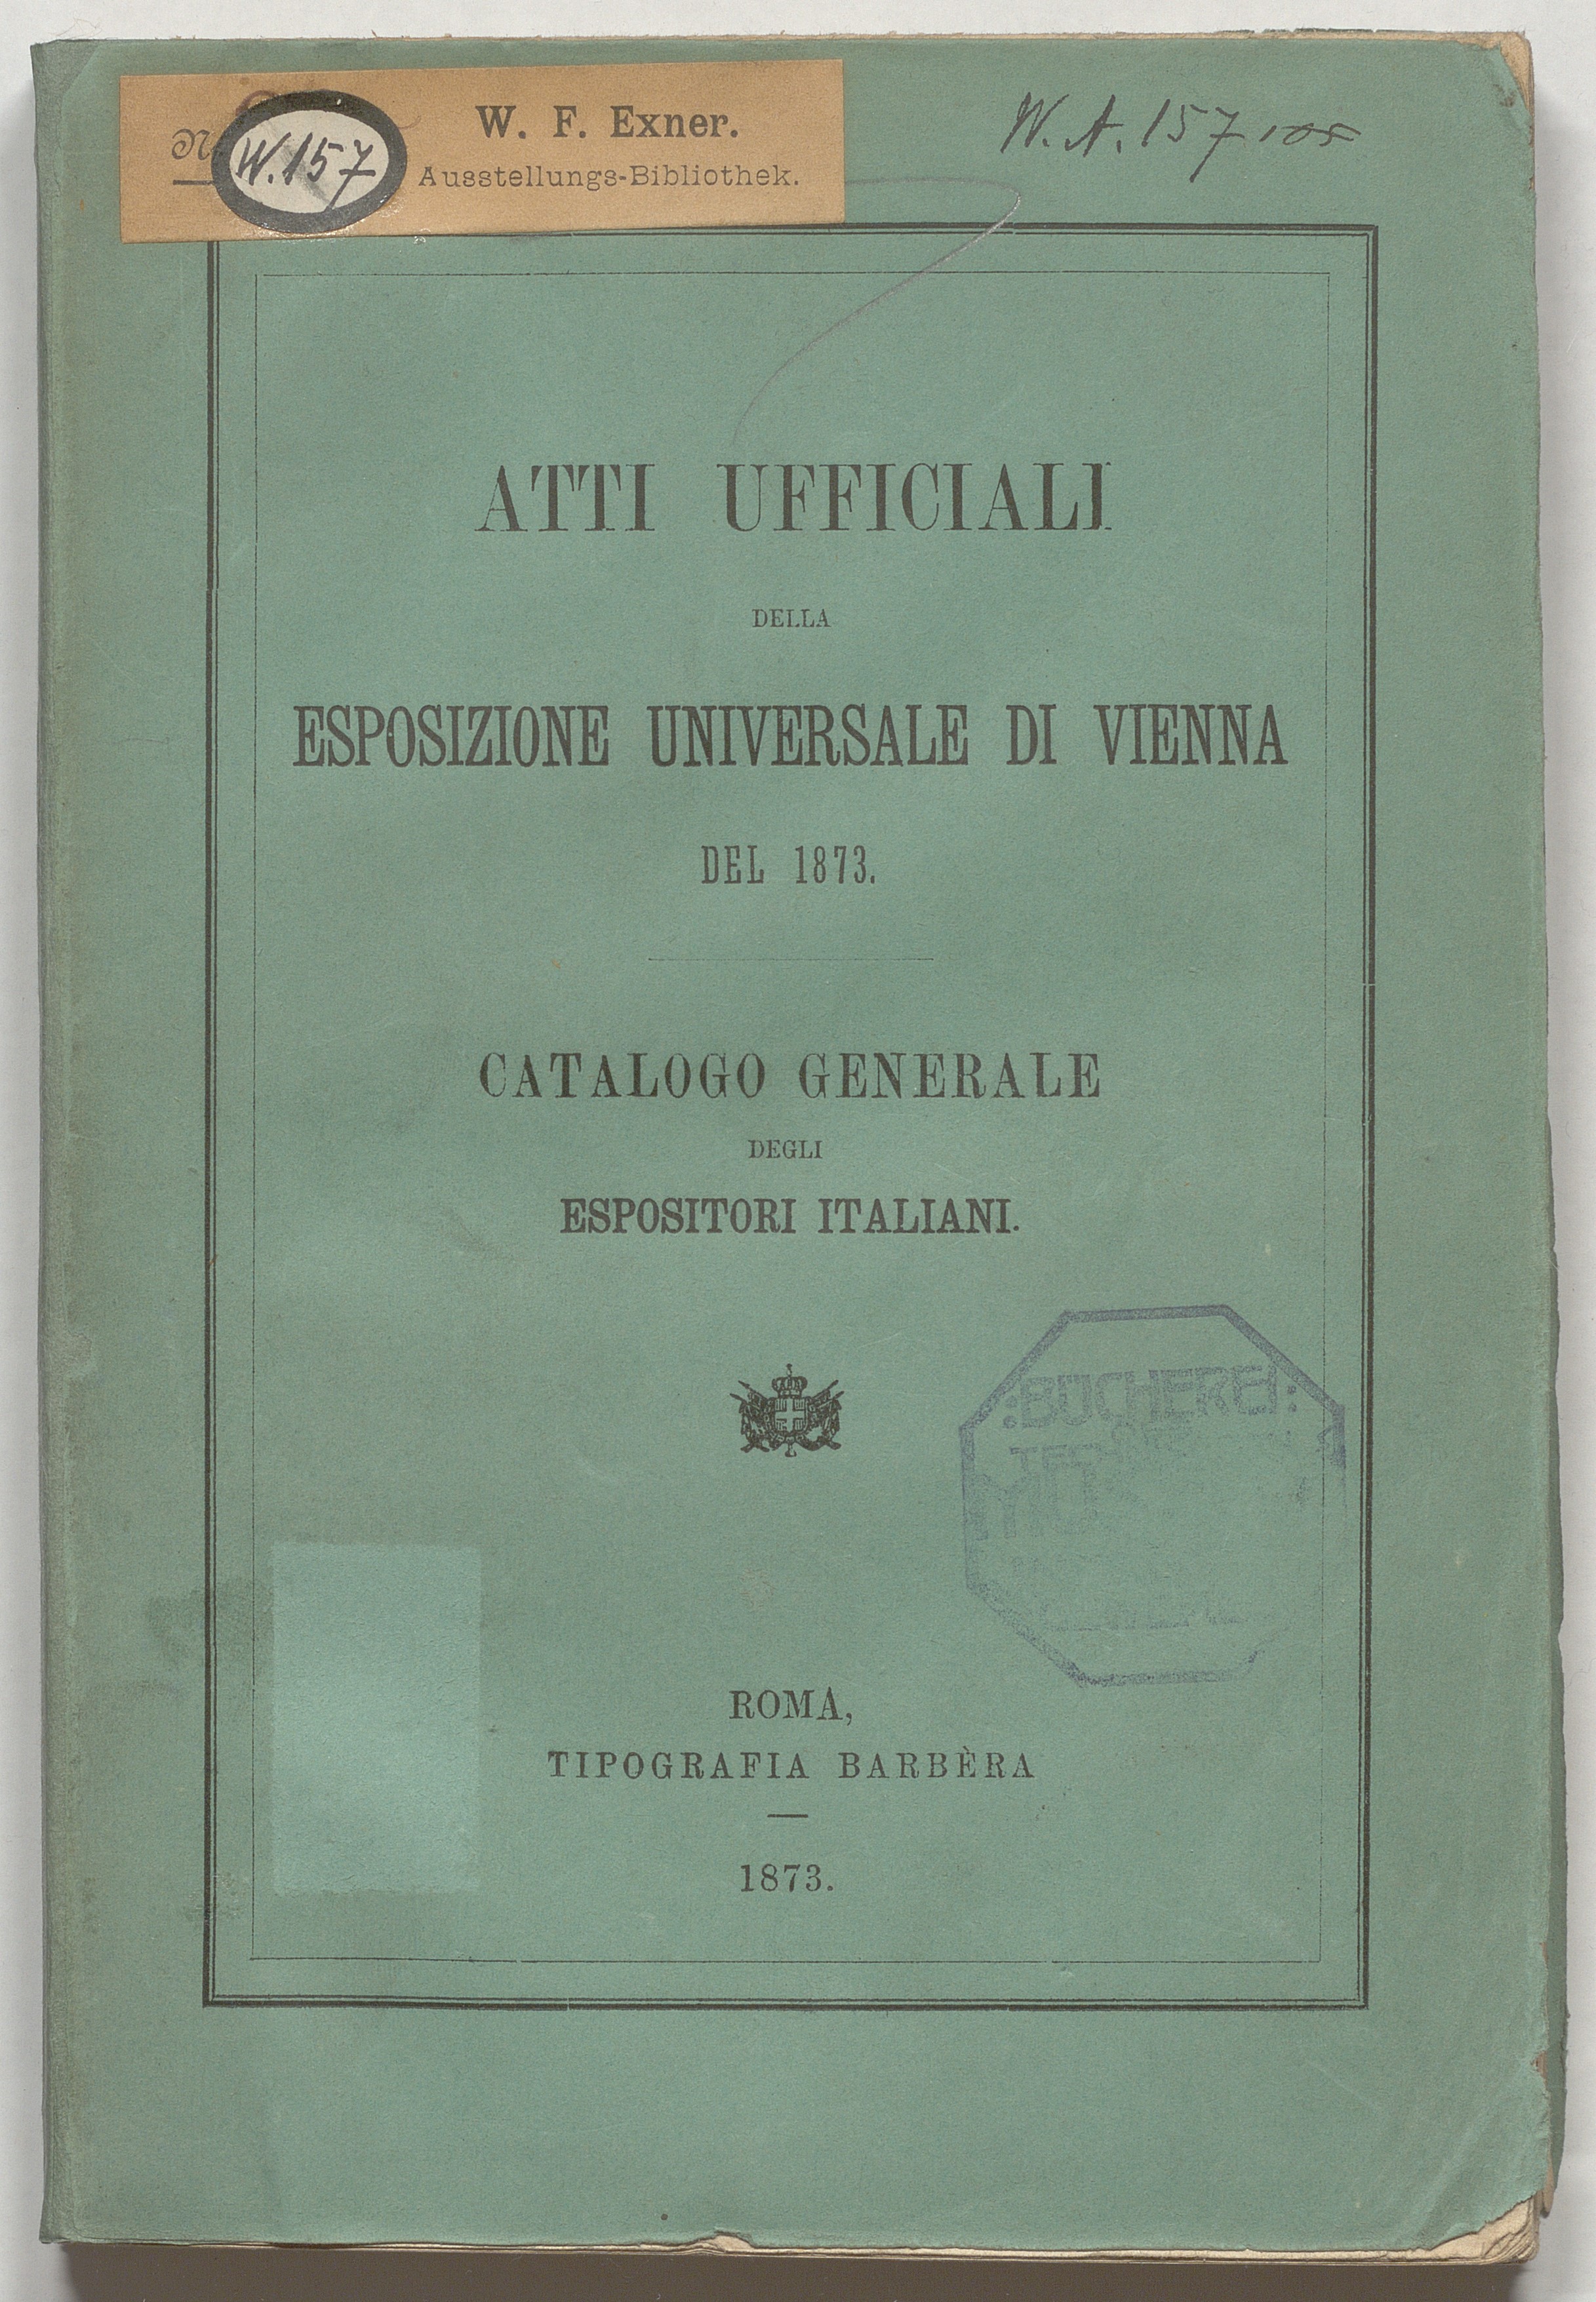 W. F. Exner.
Ausstellungs-Bibliothek.
W. 157
W. A. 157
ATTI UFFICIALI
DELLA
ESPOSIZIONE UNIVERSALE DI VIENNA
DEL 1873.
CATALOGO GENERALE
DEGLI
ESPOSITORI ITALIANI.
:BÜCHEREI:
ROMA,
TIPOGRAFIA BARBÈRA
1873.